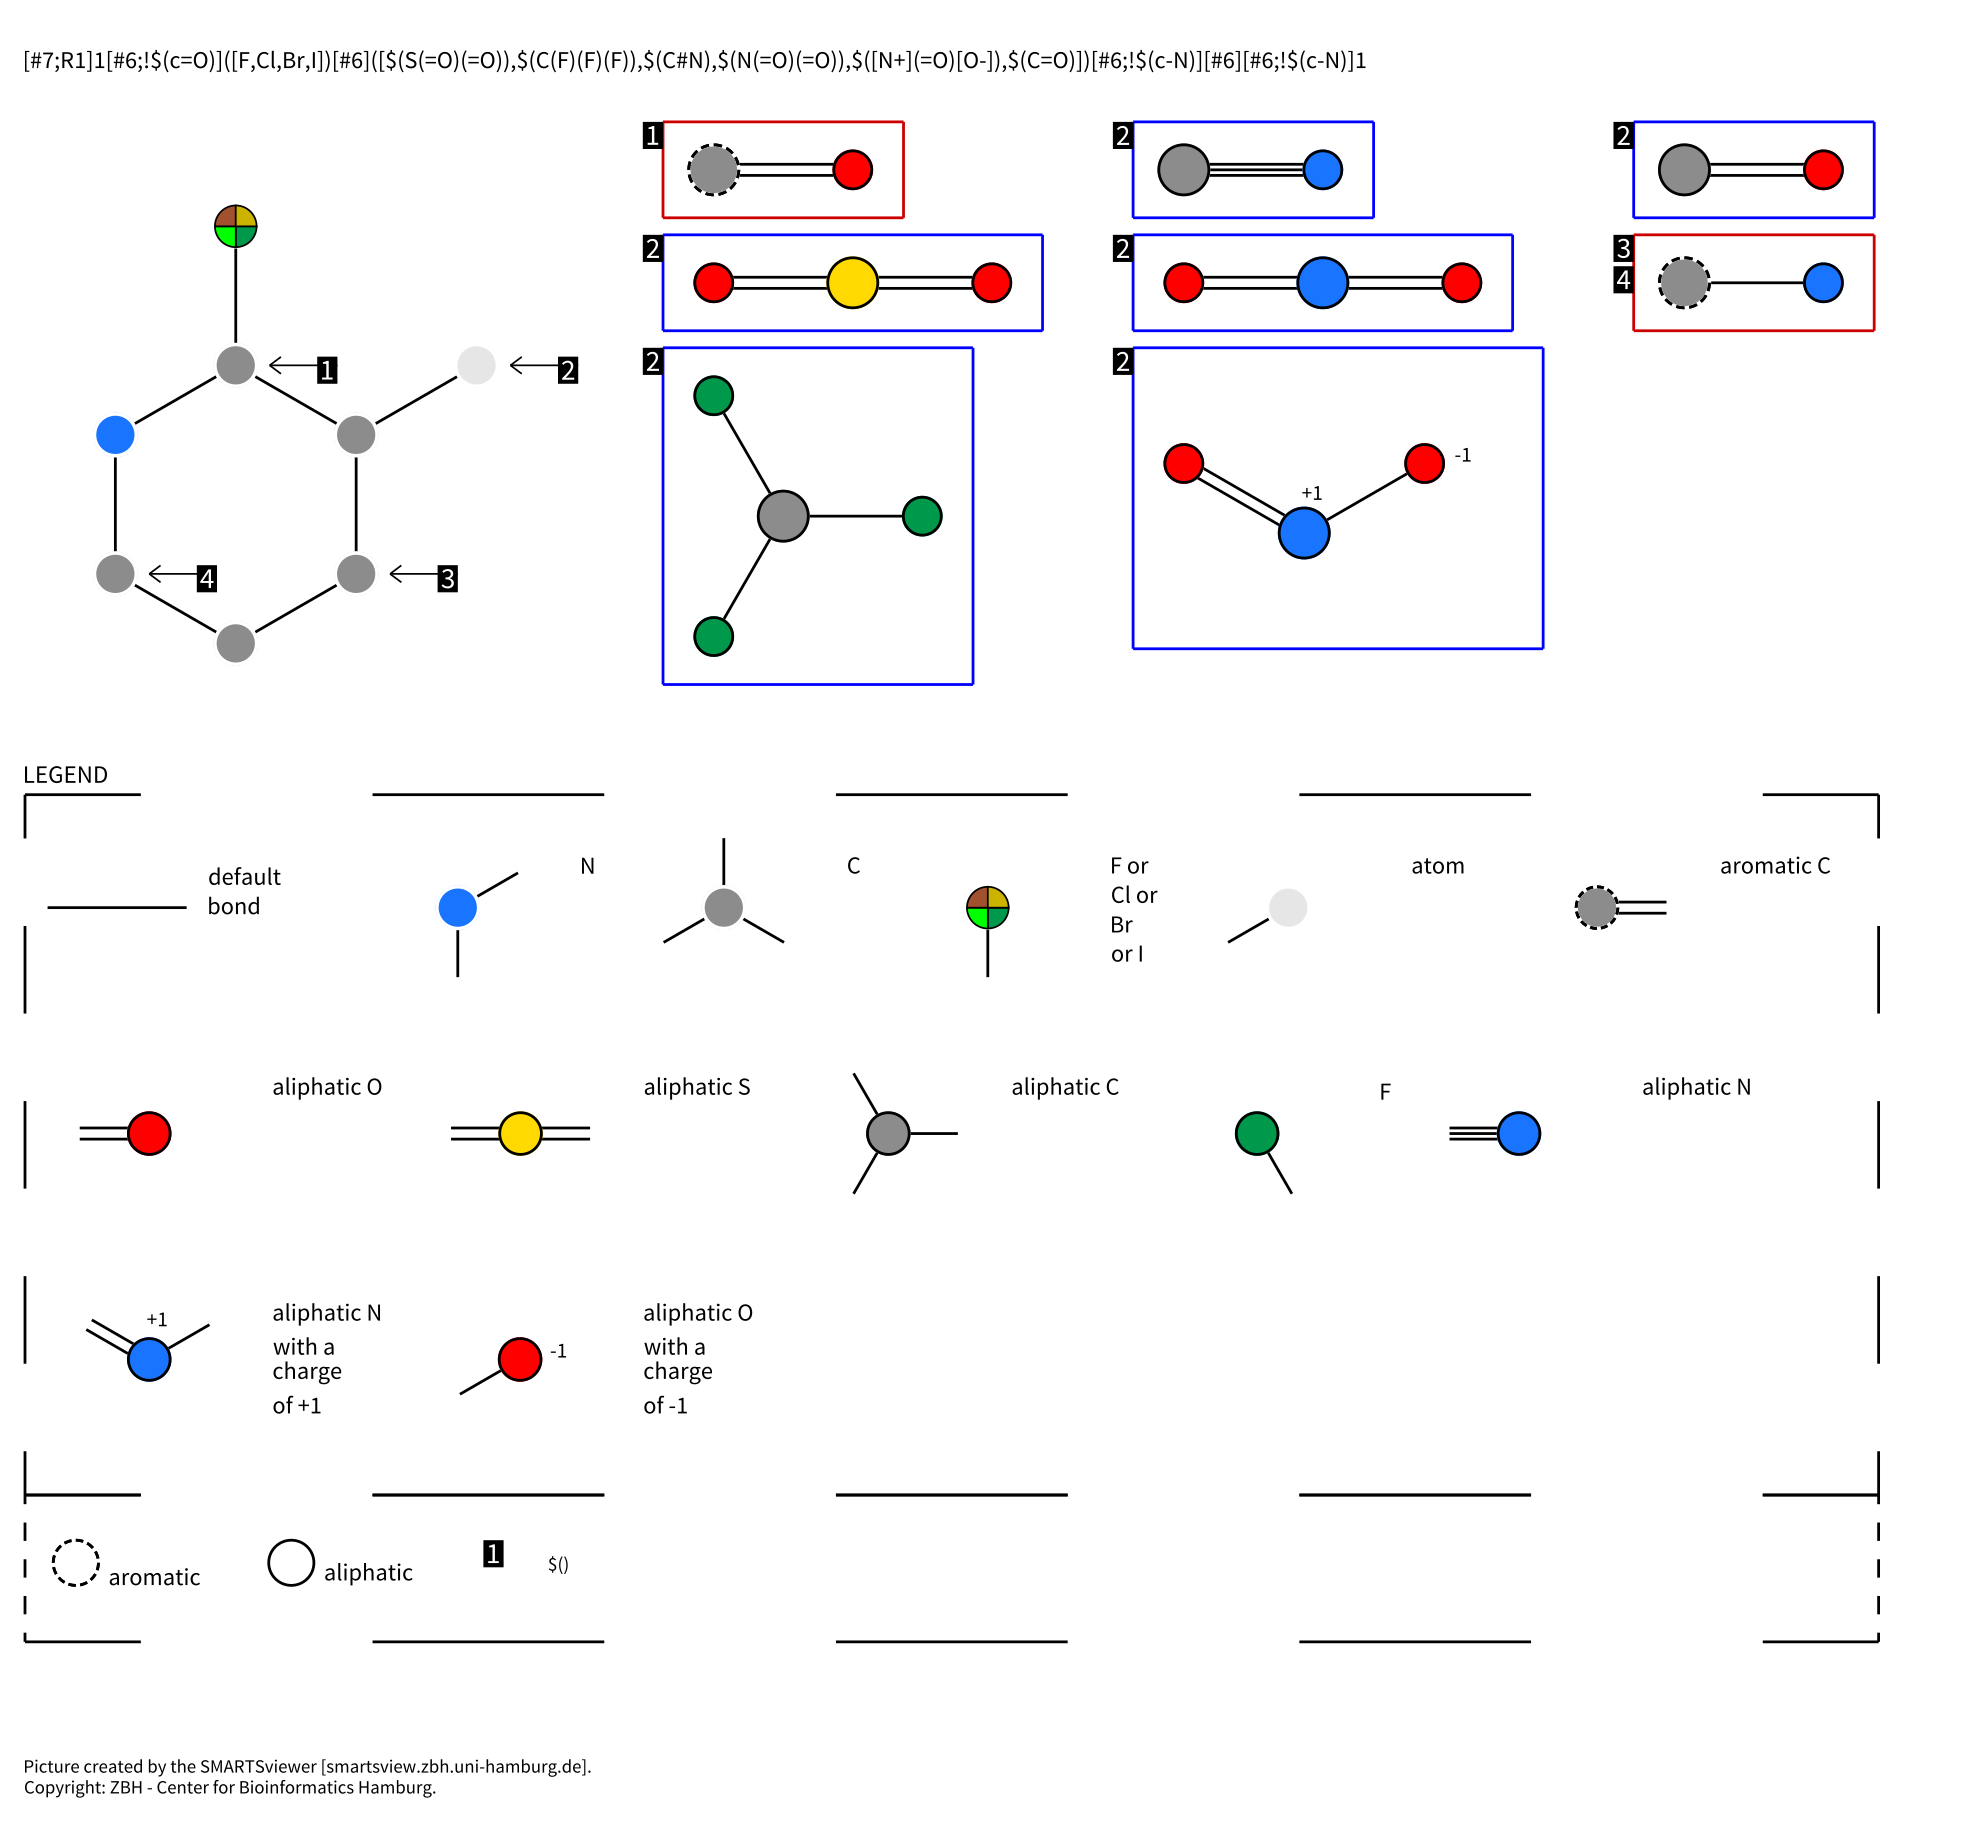 [#7;R1]1[#6;!$(c=O)]([F,Cl,Br,I])[#6]([$(S(=O)(=O)),$(C(F)(F)(F)),$(C#N),$(N(=O)(=O)),$([N+](=O)[O-]),$(C=O)])[#6;!$(c-N)][#6][#6;!$(c-N)]1
1
2
2
2
2
3
4
2
2
1
2
-1
+1
4
3
LEGEND
default
bond
N
C
F or
Cl or
Br
or I
atom
aromatic C
aliphatic O
aliphatic S
aliphatic C
F
aliphatic N
+1
aliphatic N
with a
charge
of +1
-1
aliphatic O
with a
charge
of -1
aromatic
aliphatic
1
$()
Picture created by the SMARTSviewer [smartsview.zbh.uni-hamburg.de].
Copyright: ZBH - Center for Bioinformatics Hamburg.